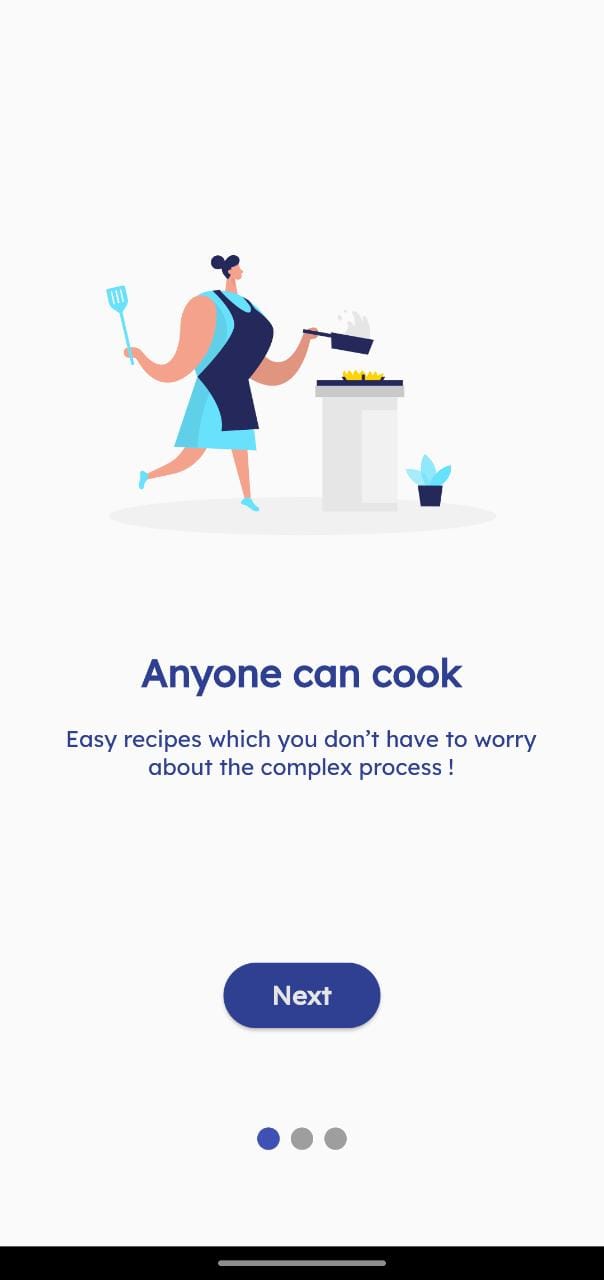 Anyone can cook
Easy recipes which you don’t have to worry
about the complex process !
Next